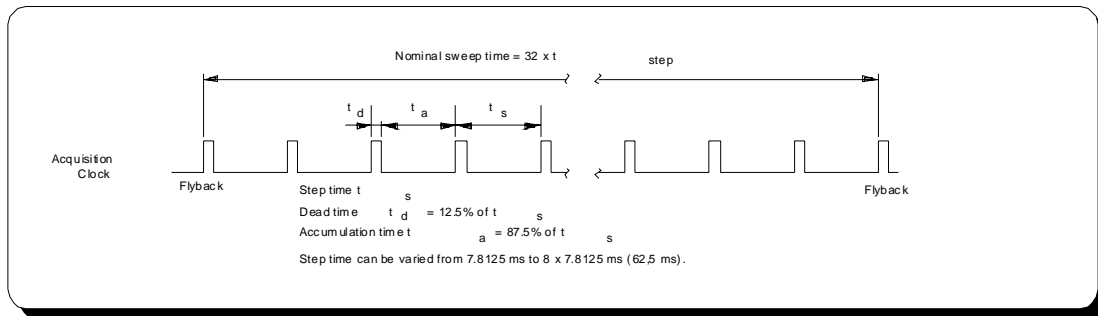 Nominal sweep time = 32 x t step
t d t a t s
Acquisition
Clock
Flyback Flyback
Step time t s
Dead time t d = 12.5% of t s
Accumulation time t a = 87.5% of t s
Step time can be varied from 7.8125 ms to 8 x 7.8125 ms (62,5 ms).